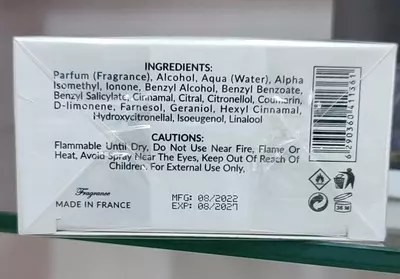 INGREDIENTS:
Parfum (Fragrance), Alcohol, Aqua (Water), Alpha
Isomethyl, Ionone, Benzyl Alcohol, Benzyl Benzoate,
Benzyl Salicylate, Cinnamal, Citral, Citronellol, Coumarin,
D-limonene, Farnesol, Geraniol, Hexyl Cinnamal,
Hydroxycitronellal, Isoeugenol, Linalool
CAUTIONS:
Flammable Until Dry, Do Not Use Near Fire, Flame Or
Heat, Avoid Spray Near The Eyes, Keep Out Of Reach Of
Children. For External Use Only.
Fragrance
MADE IN FRANCE
MFG: 08/2022
EXP: 08/2027
6290360411361